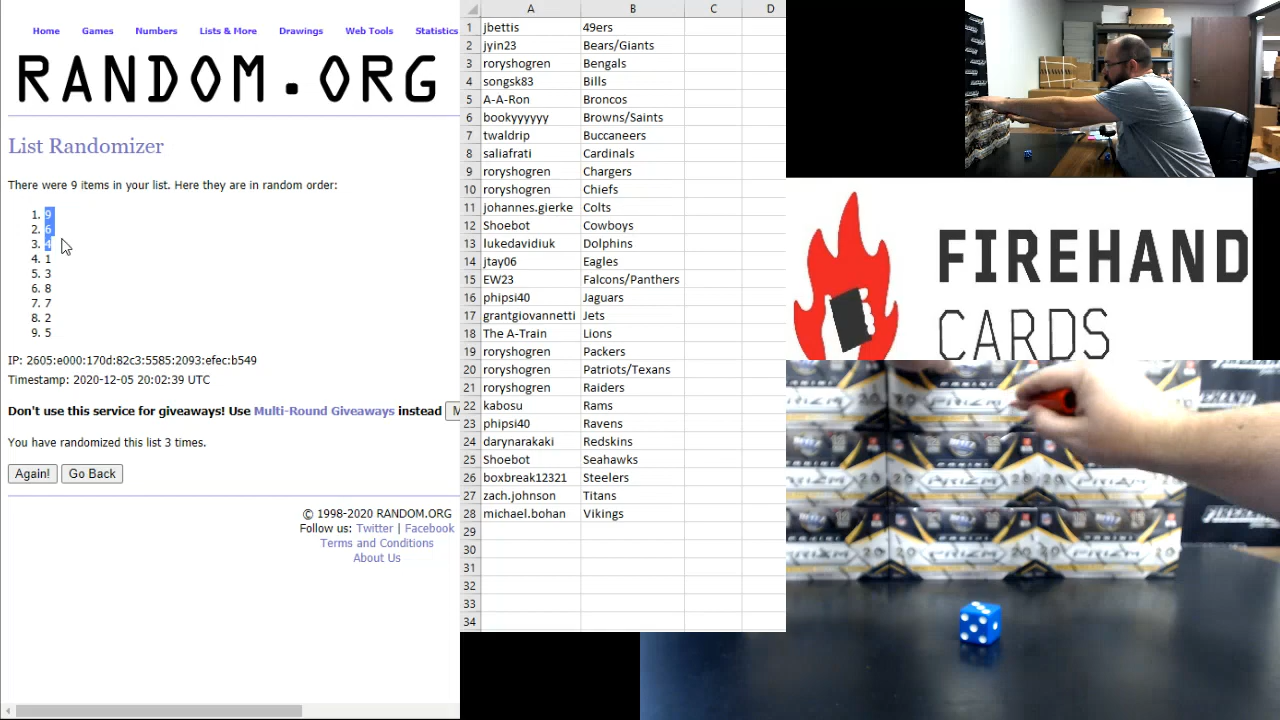 Home Games Numbers Lists & More Drawings Web Tools Statistics
RANDOM.ORG
List Randomizer
There were 9 items in your list. Here they are in random order:
1. 9
2. 6
3. 4
4. 1
5. 3
6. 8
7. 7
8. 2
9. 5
IP: 2605:e000:170d:82c3:5585:2093:efec:b549
Timestamp: 2020-12-05 20:02:39 UTC
Don't use this service for giveaways! Use Multi-Round Giveaways instead M
You have randomized this list 3 times.
Again! Go Back
© 1998-2020 RANDOM.ORG
Follow us: Twitter | Facebook
Terms and Conditions
About Us
A B C D
1 jbettis 49ers
2 jyin23 Bears/Giants
3 roryshogren Bengals
4 songsk83 Bills
5 A-A-Ron Broncos
6 bookyyyyyy Browns/Saints
7 twaldrip Buccaneers
8 saliafrati Cardinals
9 roryshogren Chargers
10 roryshogren Chiefs
11 johannes.gierke Colts
12 Shoebot Cowboys
13 lukedavidiuk Dolphins
14 jtay06 Eagles
15 EW23 Falcons/Panthers
16 phipsi40 Jaguars
17 grantgiovannetti Jets
18 The A-Train Lions
19 roryshogren Packers
20 roryshogren Patriots/Texans
21 roryshogren Raiders
22 kabosu Rams
23 phipsi40 Ravens
24 darynarakaki Redskins
25 Shoebot Seahawks
26 boxbreak12321 Steelers
27 zach.johnson Titans
28 michael.bohan Vikings
29
30
31
32
33
34
FIREHAND
CARDS
PRIZM
PRIZM
PRIZM
PRIZM
PRIZM
PRIZM